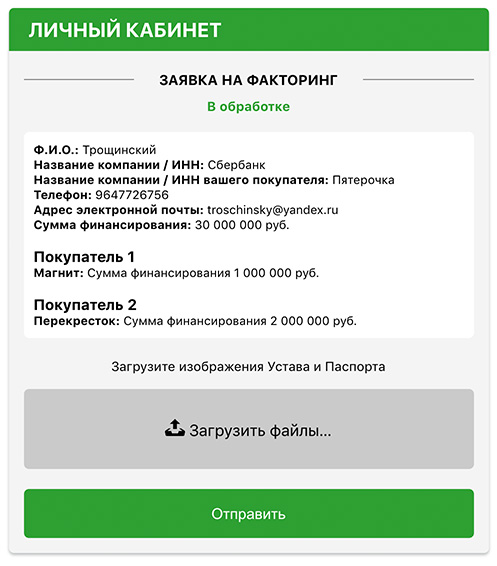 ЛИЧНЫЙ КАБИНЕТ
ЗАЯВКА НА ФАКТОРИНГ
В обработке
Ф.И.О.: Трощинский
Название компании / ИНН: Сбербанк
Название компании / ИНН вашего покупателя: Пятерочка
Телефон: 9647726756
Адрес электронной почты: troschinsky@yandex.ru
Сумма финансирования: 30 000 000 руб.
Покупатель 1
Магнит: Сумма финансирования 1 000 000 руб.
Покупатель 2
Перекресток: Сумма финансирования 2 000 000 руб.
Загрузите изображения Устава и Паспорта
Загрузить файлы...
Отправить